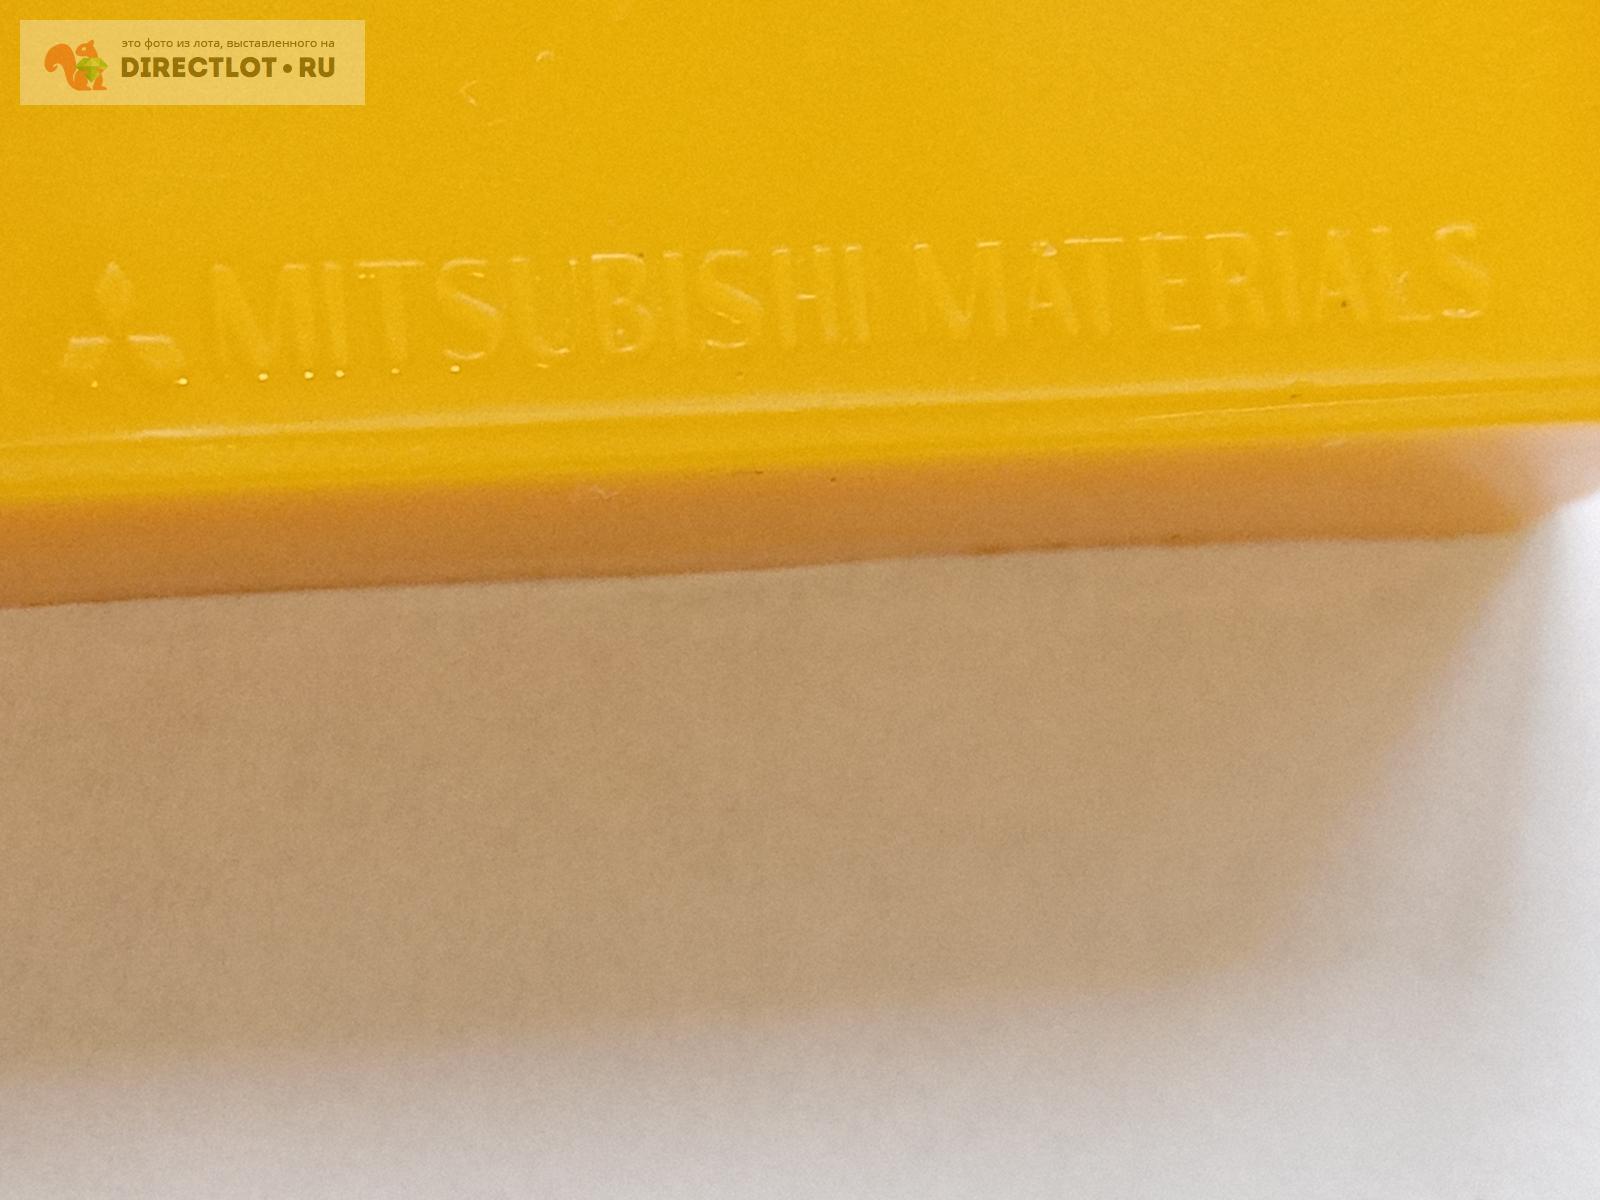 это фото из лота, выставленного на
DIRECTLOT•RU
MITSUBISHI MATERIALS